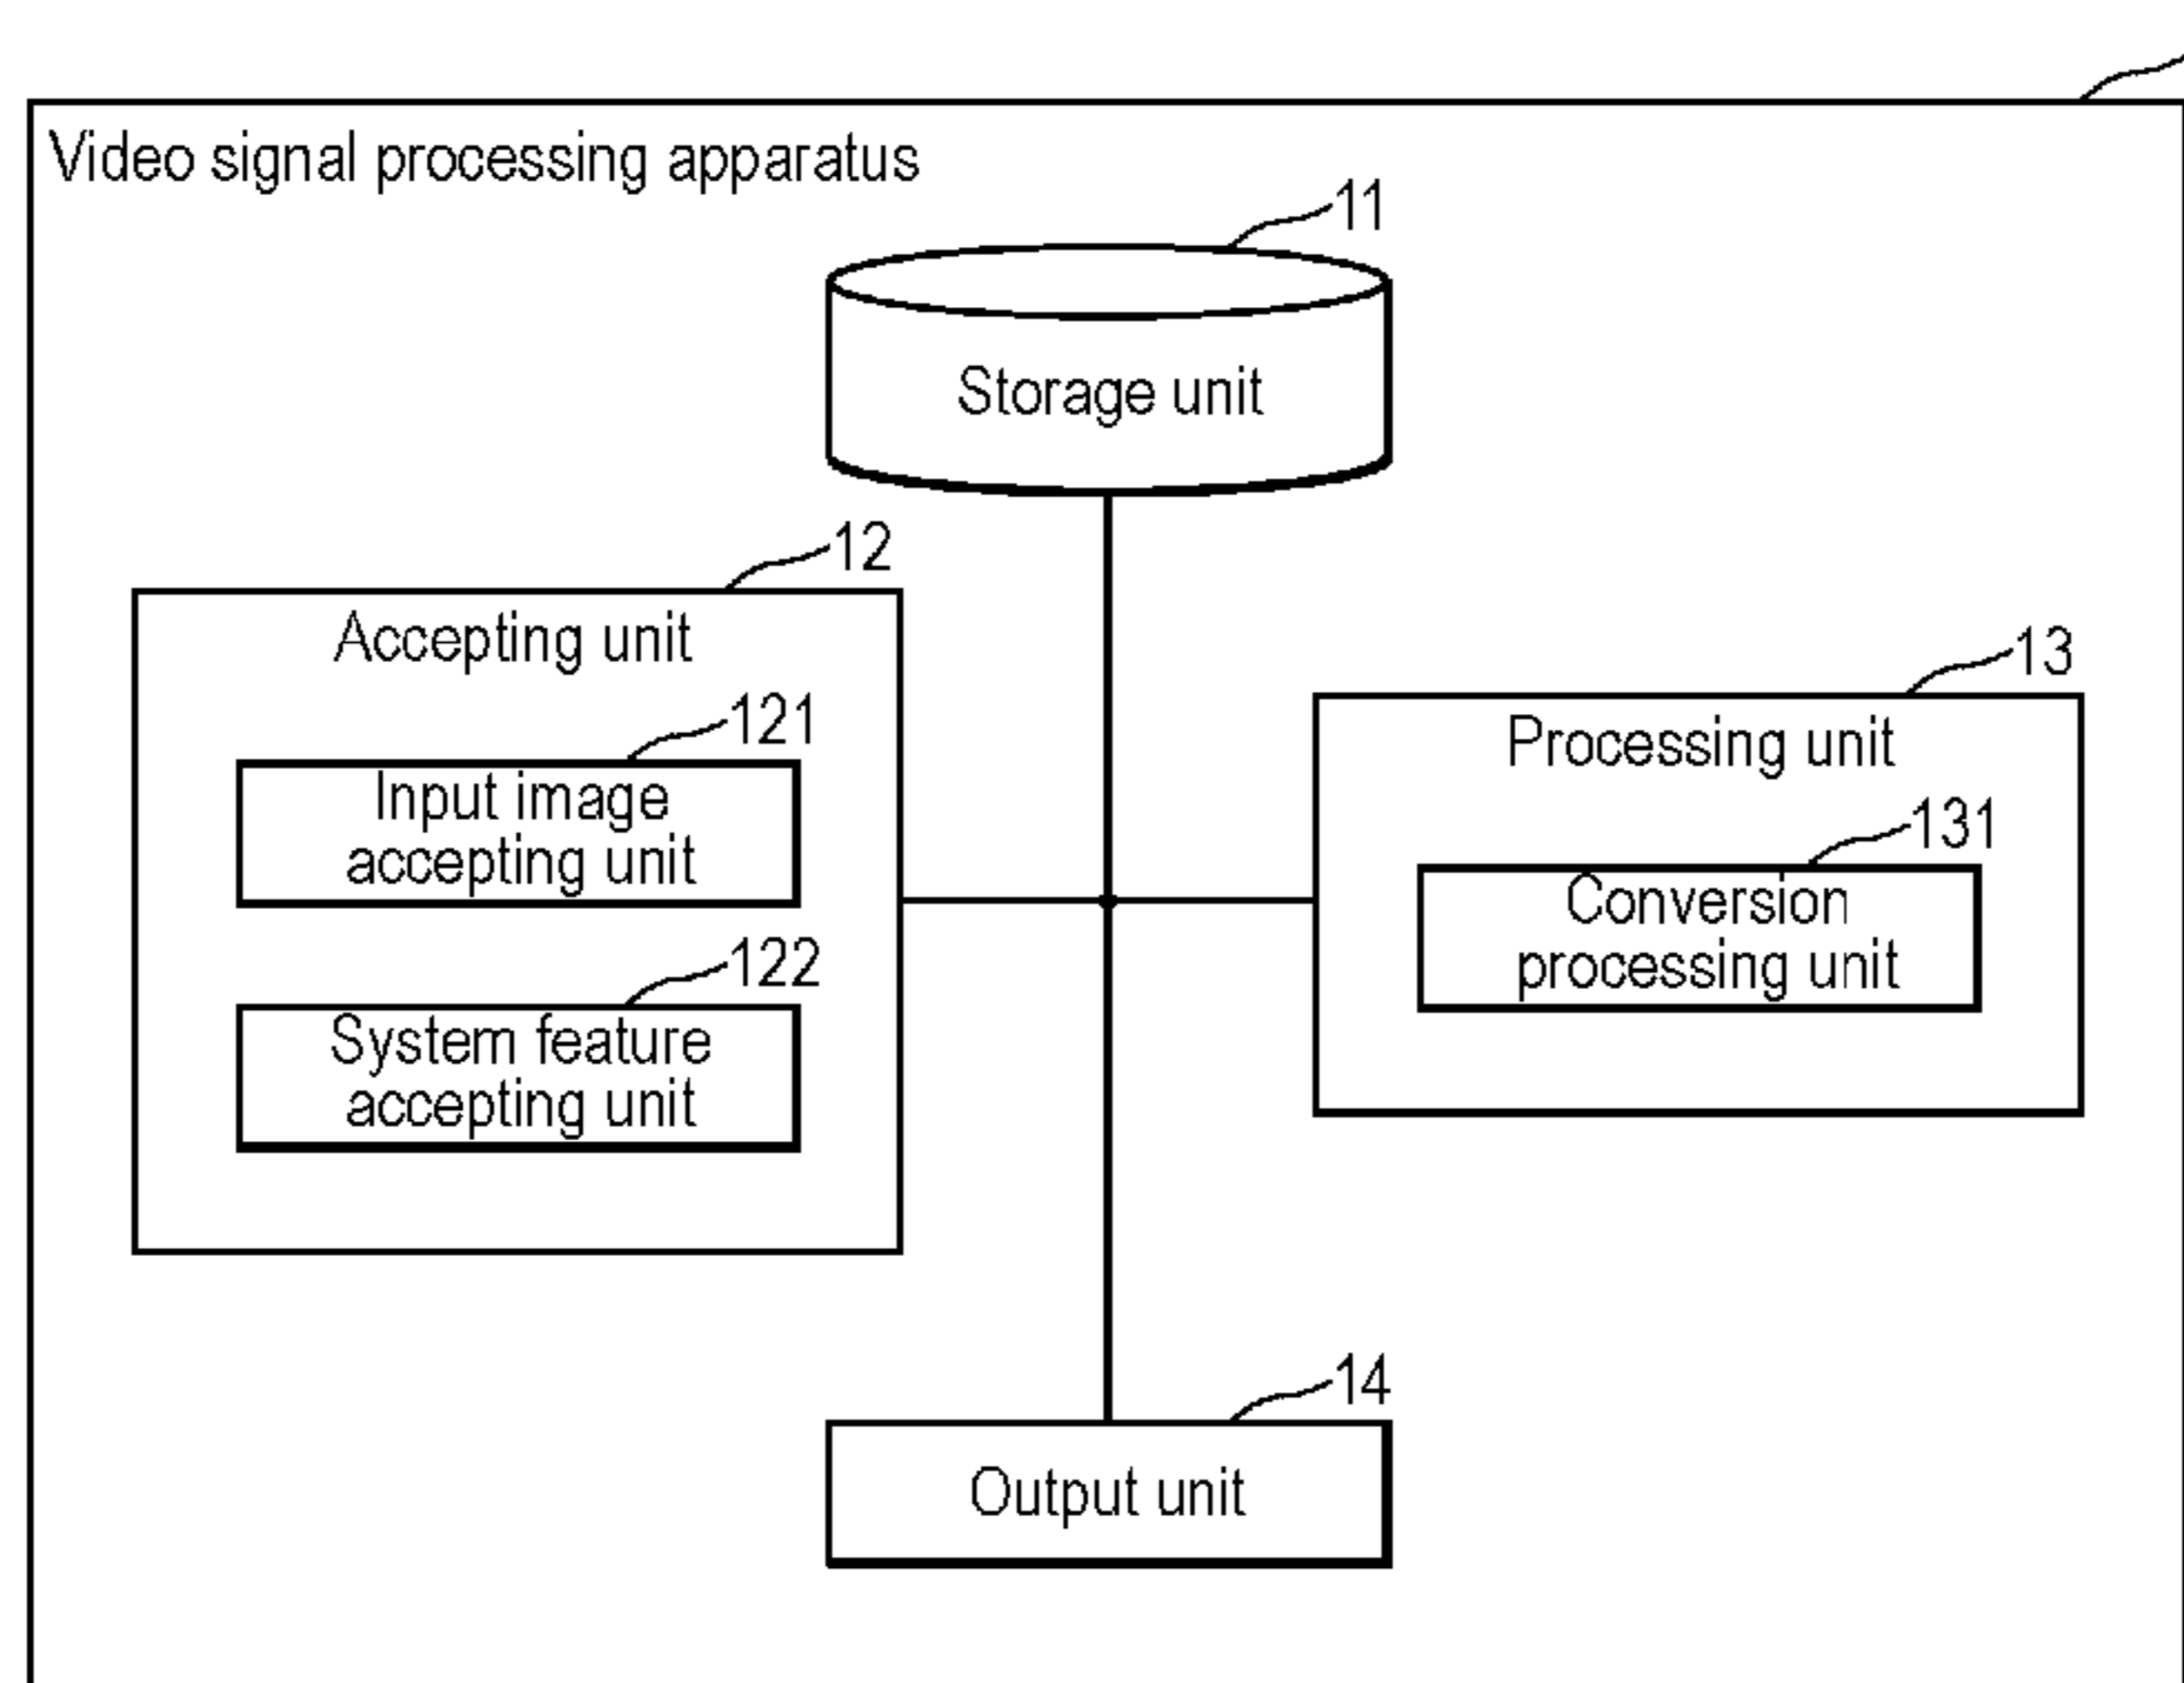 Video signal processing apparatus
11
Storage unit
12
Accepting unit
121
Input image
accepting unit
122
System feature
accepting unit
13
Processing unit
131
Conversion
processing unit
14
Output unit